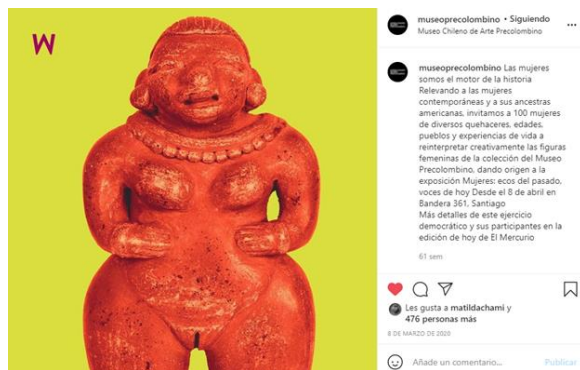 W
museoprecolombino • Siguiendo
Museo Chileno de Arte Precolombino
museoprecolombino Las mujeres
somos el motor de la historia
Relevando a las mujeres
contemporáneas y a sus ancestras
americanas, invitamos a 100 mujeres
de diversos quehaceres, edades,
pueblos y experiencias de vida a
reinterpretar creativamente las figuras
femeninas de la colección del Museo
Precolombino, dando origen a la
exposición Mujeres: ecos del pasado,
voces de hoy Desde el 8 de abril en
Bandera 361, Santiago
Más detalles de este ejercicio
democrático y sus participantes en la
edición de hoy de El Mercurio
61 sem
Les gusta a matildachami y
476 personas más
8 DE MARZO DE 2020
Añade un comentario... Publicar